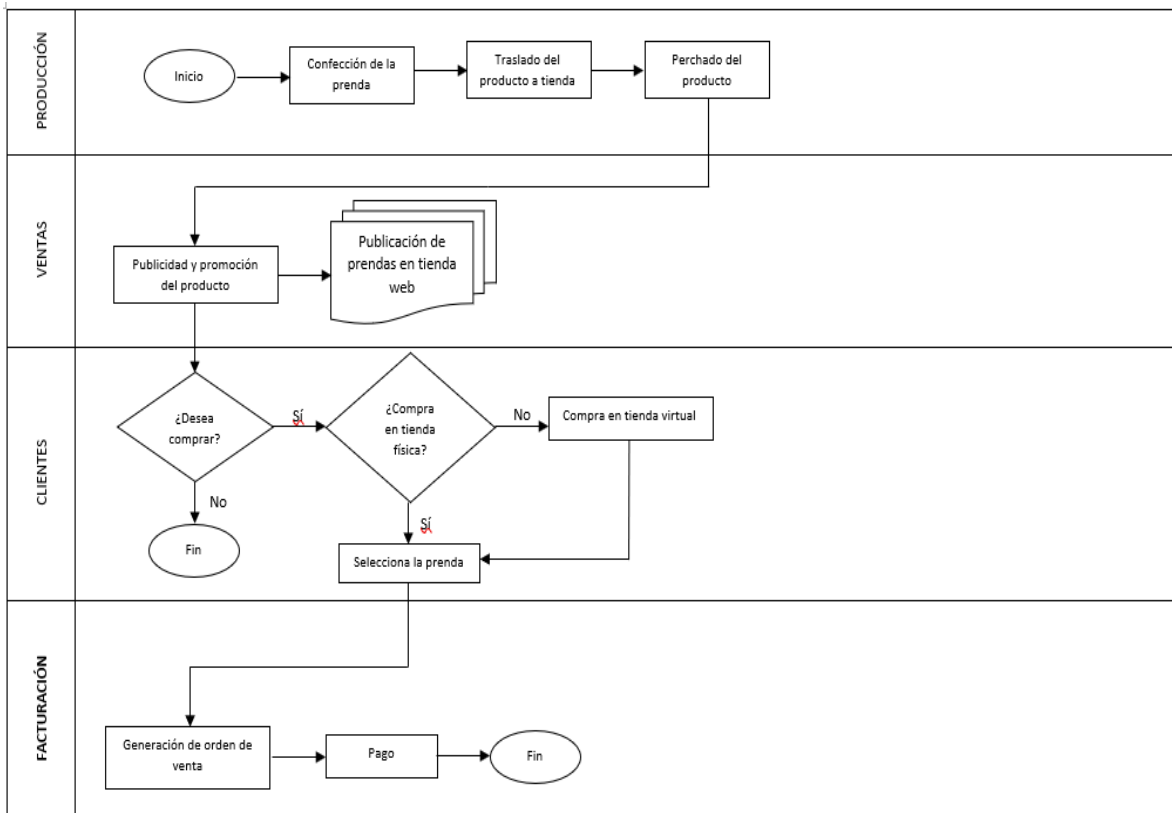 PRODUCCIÓN
Inicio
Confección de la
prenda
Traslado del
producto a tienda
Perchado del
producto
VENTAS
Publicidad y promoción
del producto
Publicación de
prendas en tienda
web
CLIENTES
¿Desea
comprar?
Sí
¿Compra
en tienda
física?
No
Compra en tienda virtual
No
Fin
Sí
Selecciona la prenda
FACTURACIÓN
Generación de orden de
venta
Pago
Fin